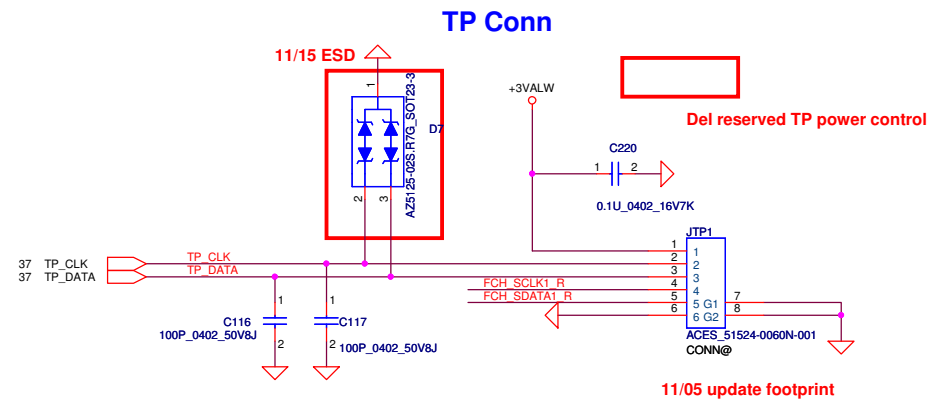 TP Conn
11/15 ESD
1
AZ5125-02S.R7G_SOT23-3
D7
2 3
+3VALW
Del reserved TP power control
C220
1 2
0.1U_0402_16V7K
JTP1
37 TP_CLK TP_CLK
37 TP_DATA TP_DATA
FCH_SCLK1_R
FCH_SDATA1_R
1 1
2 2
3 3
4 4
5 5 G1 7
6 6 G2 8
ACES_51524-0060N-001
CONN@
1 C116 2
100P_0402_50V8J
1 C117 2
100P_0402_50V8J
11/05 update footprint